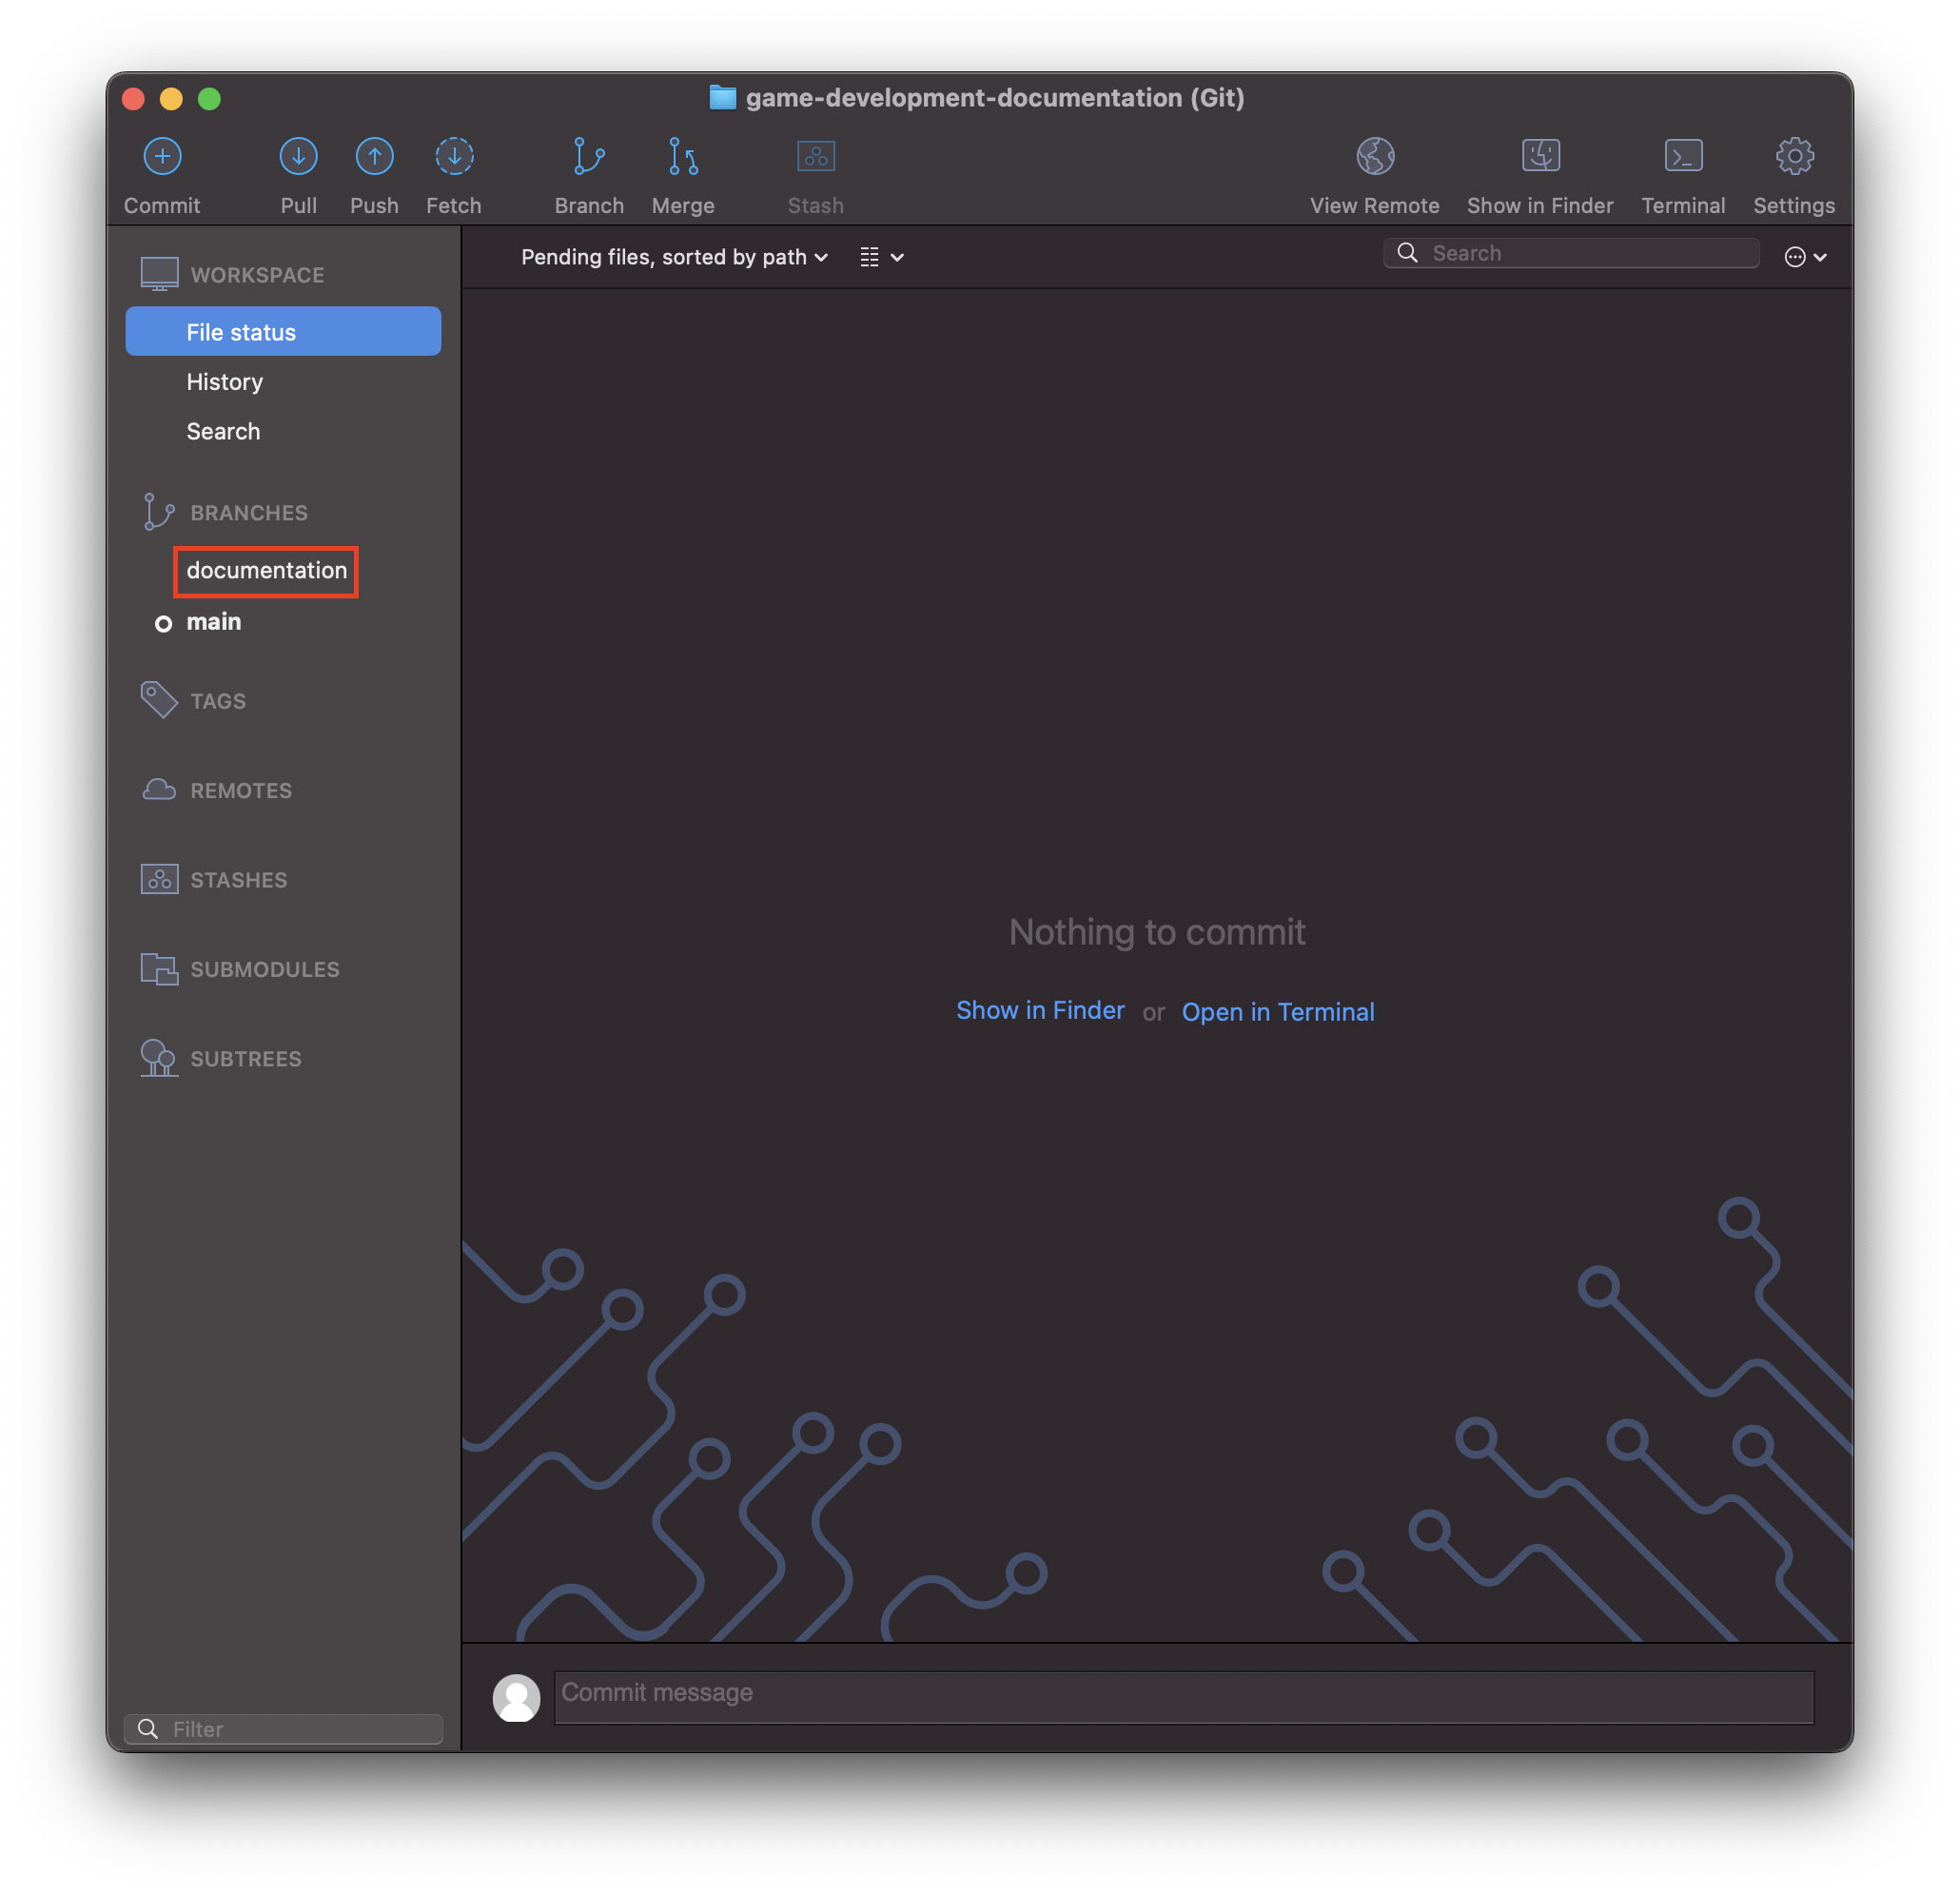 game-development-documentation (Git)
Commit Pull Push Fetch Branch Merge Stash View Remote Show in Finder Terminal Settings
Pending files, sorted by path
Search
WORKSPACE
File status
History
Search
BRANCHES
documentation
main
TAGS
REMOTES
STASHES
SUBMODULES
SUBTREES
Filter
Nothing to commit
Show in Finder or Open in Terminal
Commit message